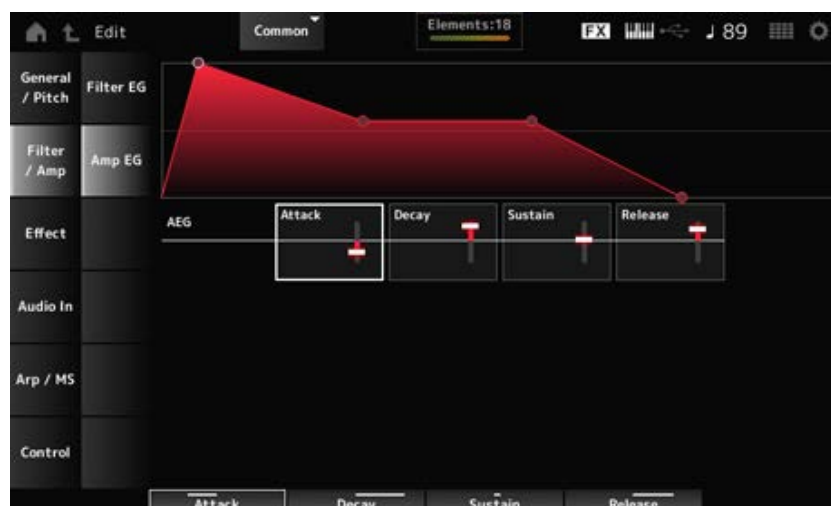 Edit
Common
Elements:18
FX
♩ 89
General
/ Pitch
Filter EG
Filter
/ Amp
Amp EG
Effect
Audio In
Arp / MS
Control
AEG
Attack
Decay
Sustain
Release
Attack
Decay
Sustain
Release